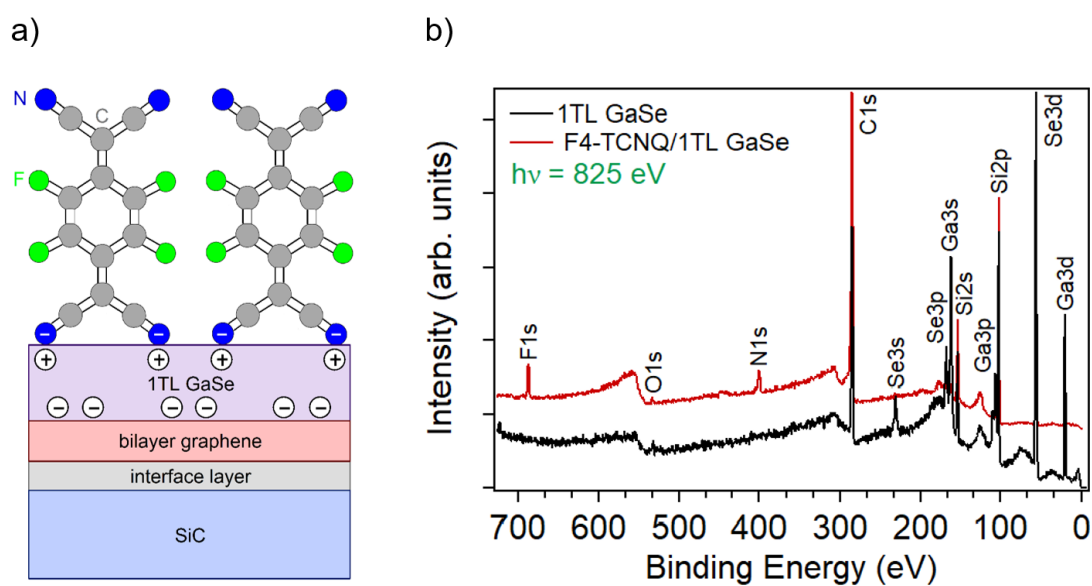 a)
N
C
F
− − − −
+ + + +
1TL GaSe
− − − − − −
bilayer graphene
interface layer
SiC
b)
Intensity (arb. units)
1TL GaSe
F4-TCNQ/1TL GaSe
hν = 825 eV
F1s
O1s
N1s
C1s
Se3s
Se3p
Ga3s
Si2s
Ga3p
Si2p
Se3d
Ga3d
700 600 500 400 300 200 100 0
Binding Energy (eV)